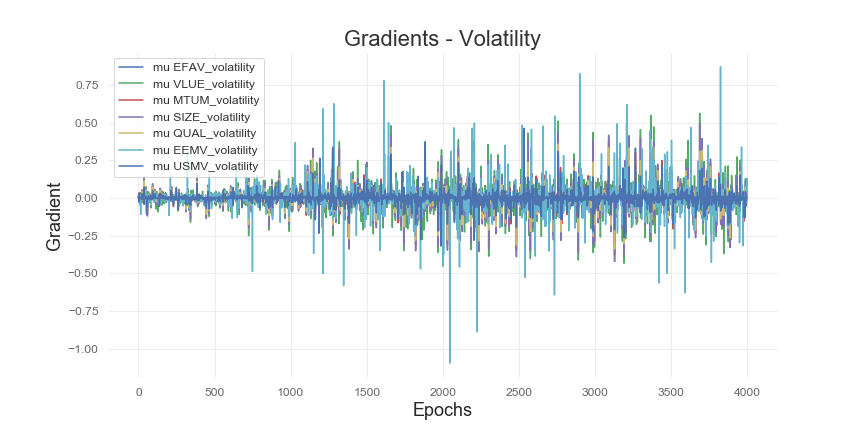 Gradients - Volatility
mu EFAV_volatility
mu VLUE_volatility
mu MTUM_volatility
mu SIZE_volatility
mu QUAL_volatility
mu EEMV_volatility
mu USMV_volatility
0.75
0.50
0.25
0.00
−0.25
−0.50
−0.75
−1.00
Gradient
0 500 1000 1500 2000 2500 3000 3500 4000
Epochs